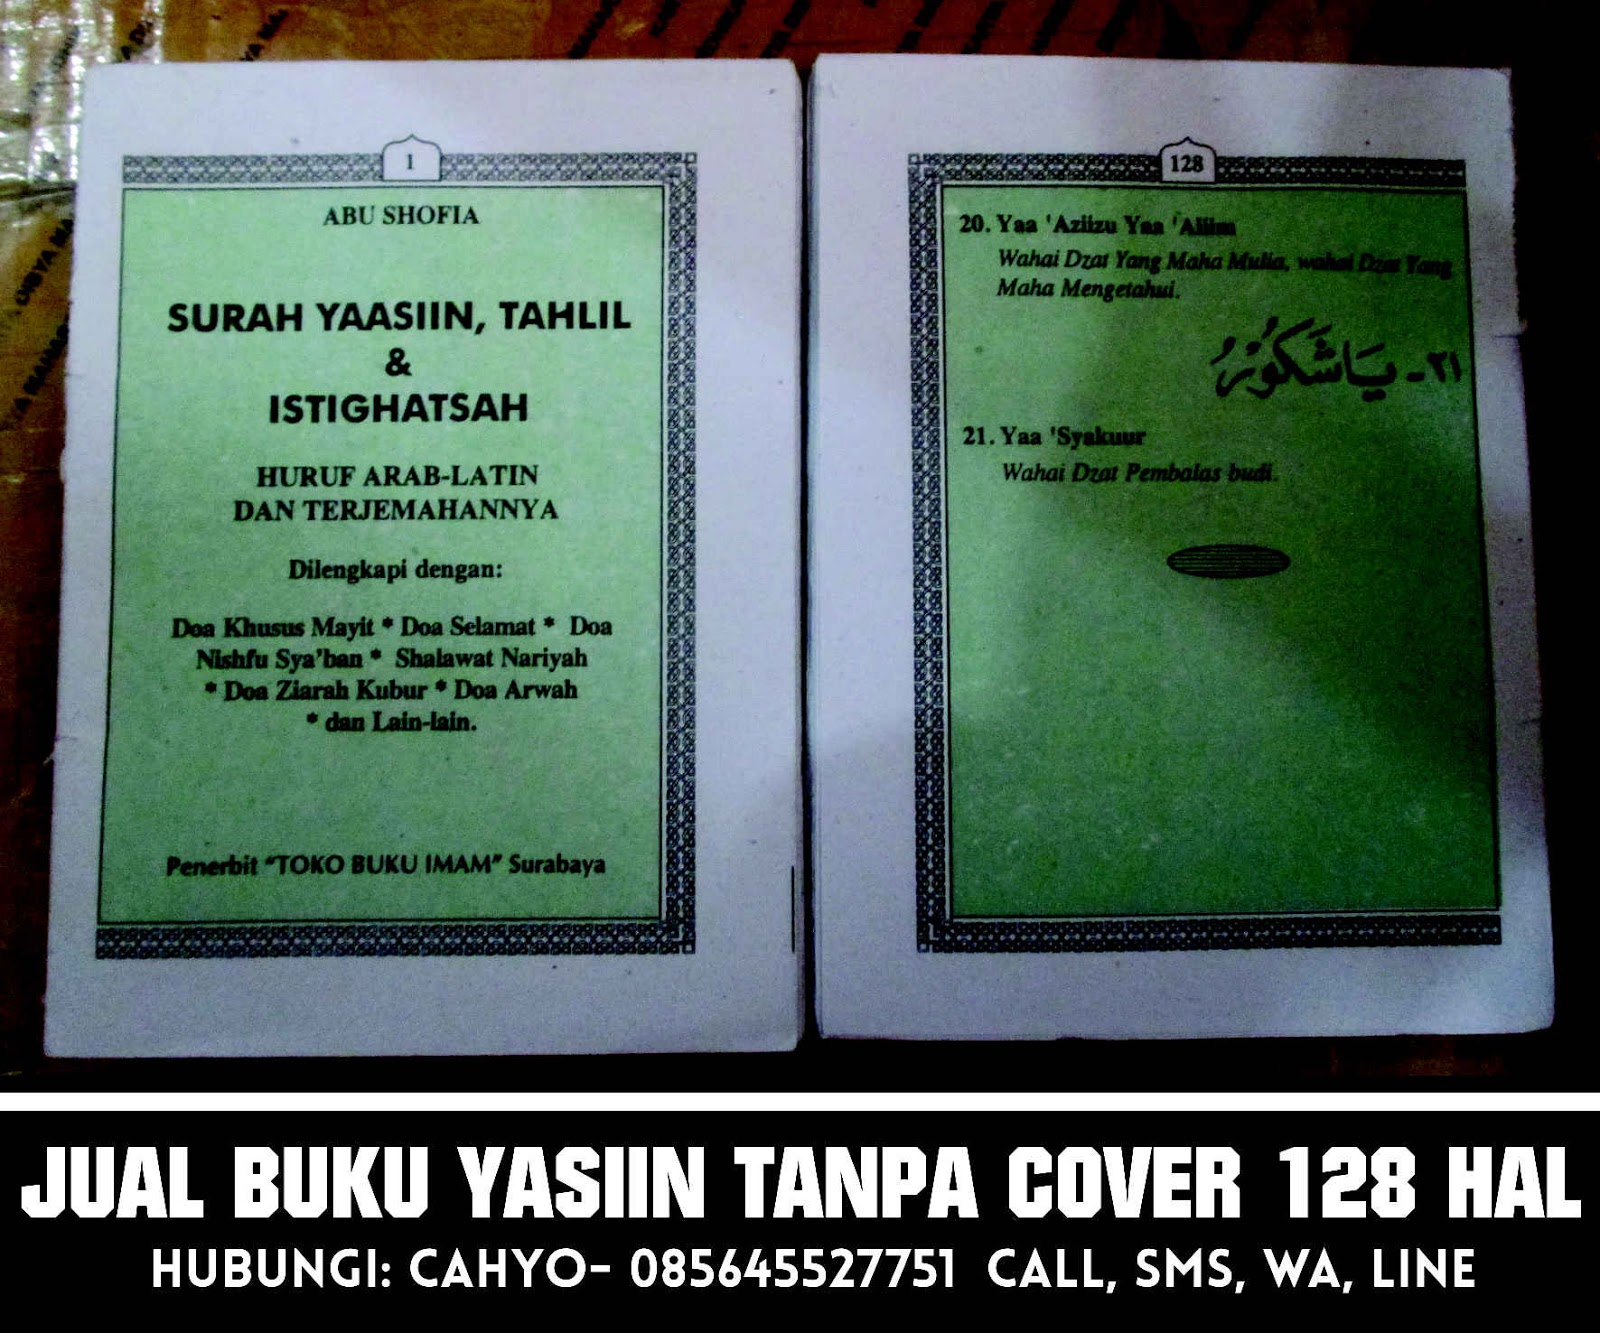 1
ABU SHOFIA
SURAH YAASIIN, TAHLIL
&
ISTIGHATSAH
HURUF ARAB-LATIN
DAN TERJEMAHANNYA
Dilengkapi dengan:
Doa Khusus Mayit * Doa Selamat * Doa
Nishfu Sya'ban * Shalawat Nariyah
* Doa Ziarah Kubur * Doa Arwah
* dan Lain-lain.
Penerbit "TOKO BUKU IMAM" Surabaya
128
20. Yaa 'Aziizu Yaa 'Aliim
Wahai Dzat Yang Maha Mulia, wahai Dzat Yang
Maha Mengetahui.
٢١- يَا شَكُوْرُ
21. Yaa 'Syakuur
Wahai Dzat Pembalas budi.
JUAL BUKU YASIIN TANPA COVER 128 HAL
HUBUNGI: CAHYO- 085645527751 CALL, SMS, WA, LINE